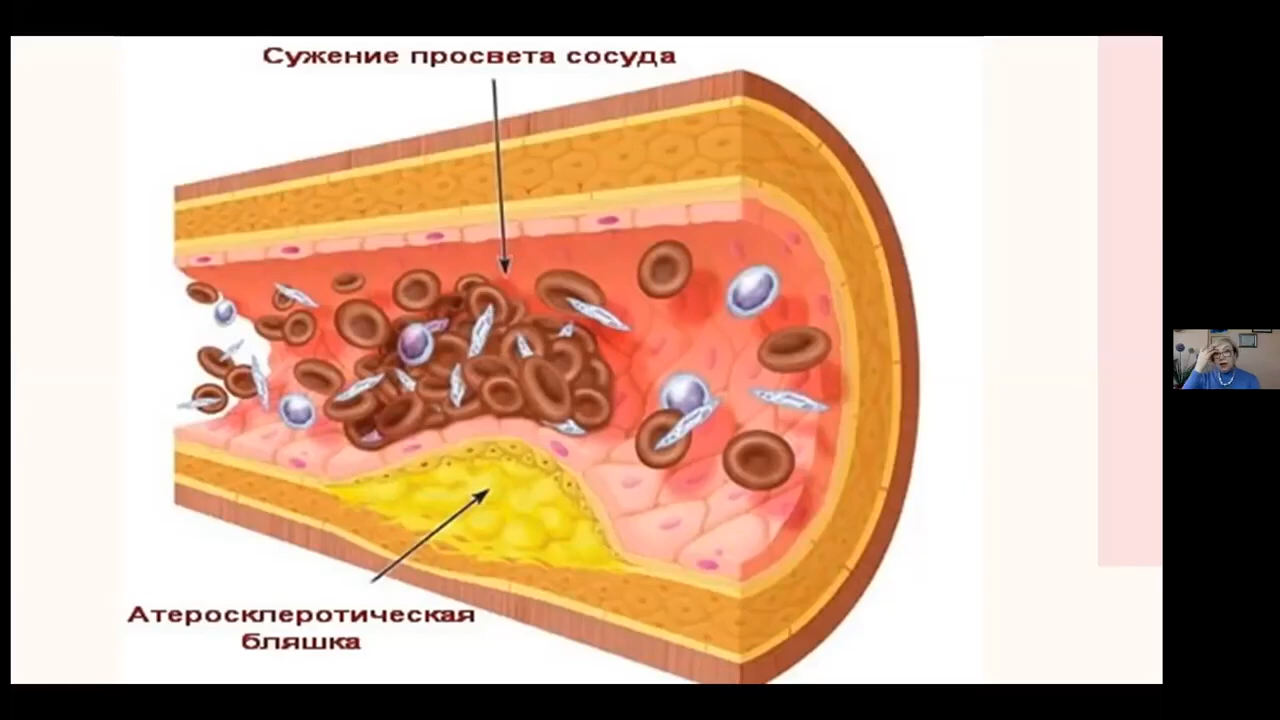 Сужение просвета сосуда
Атеросклеротическая
бляшка